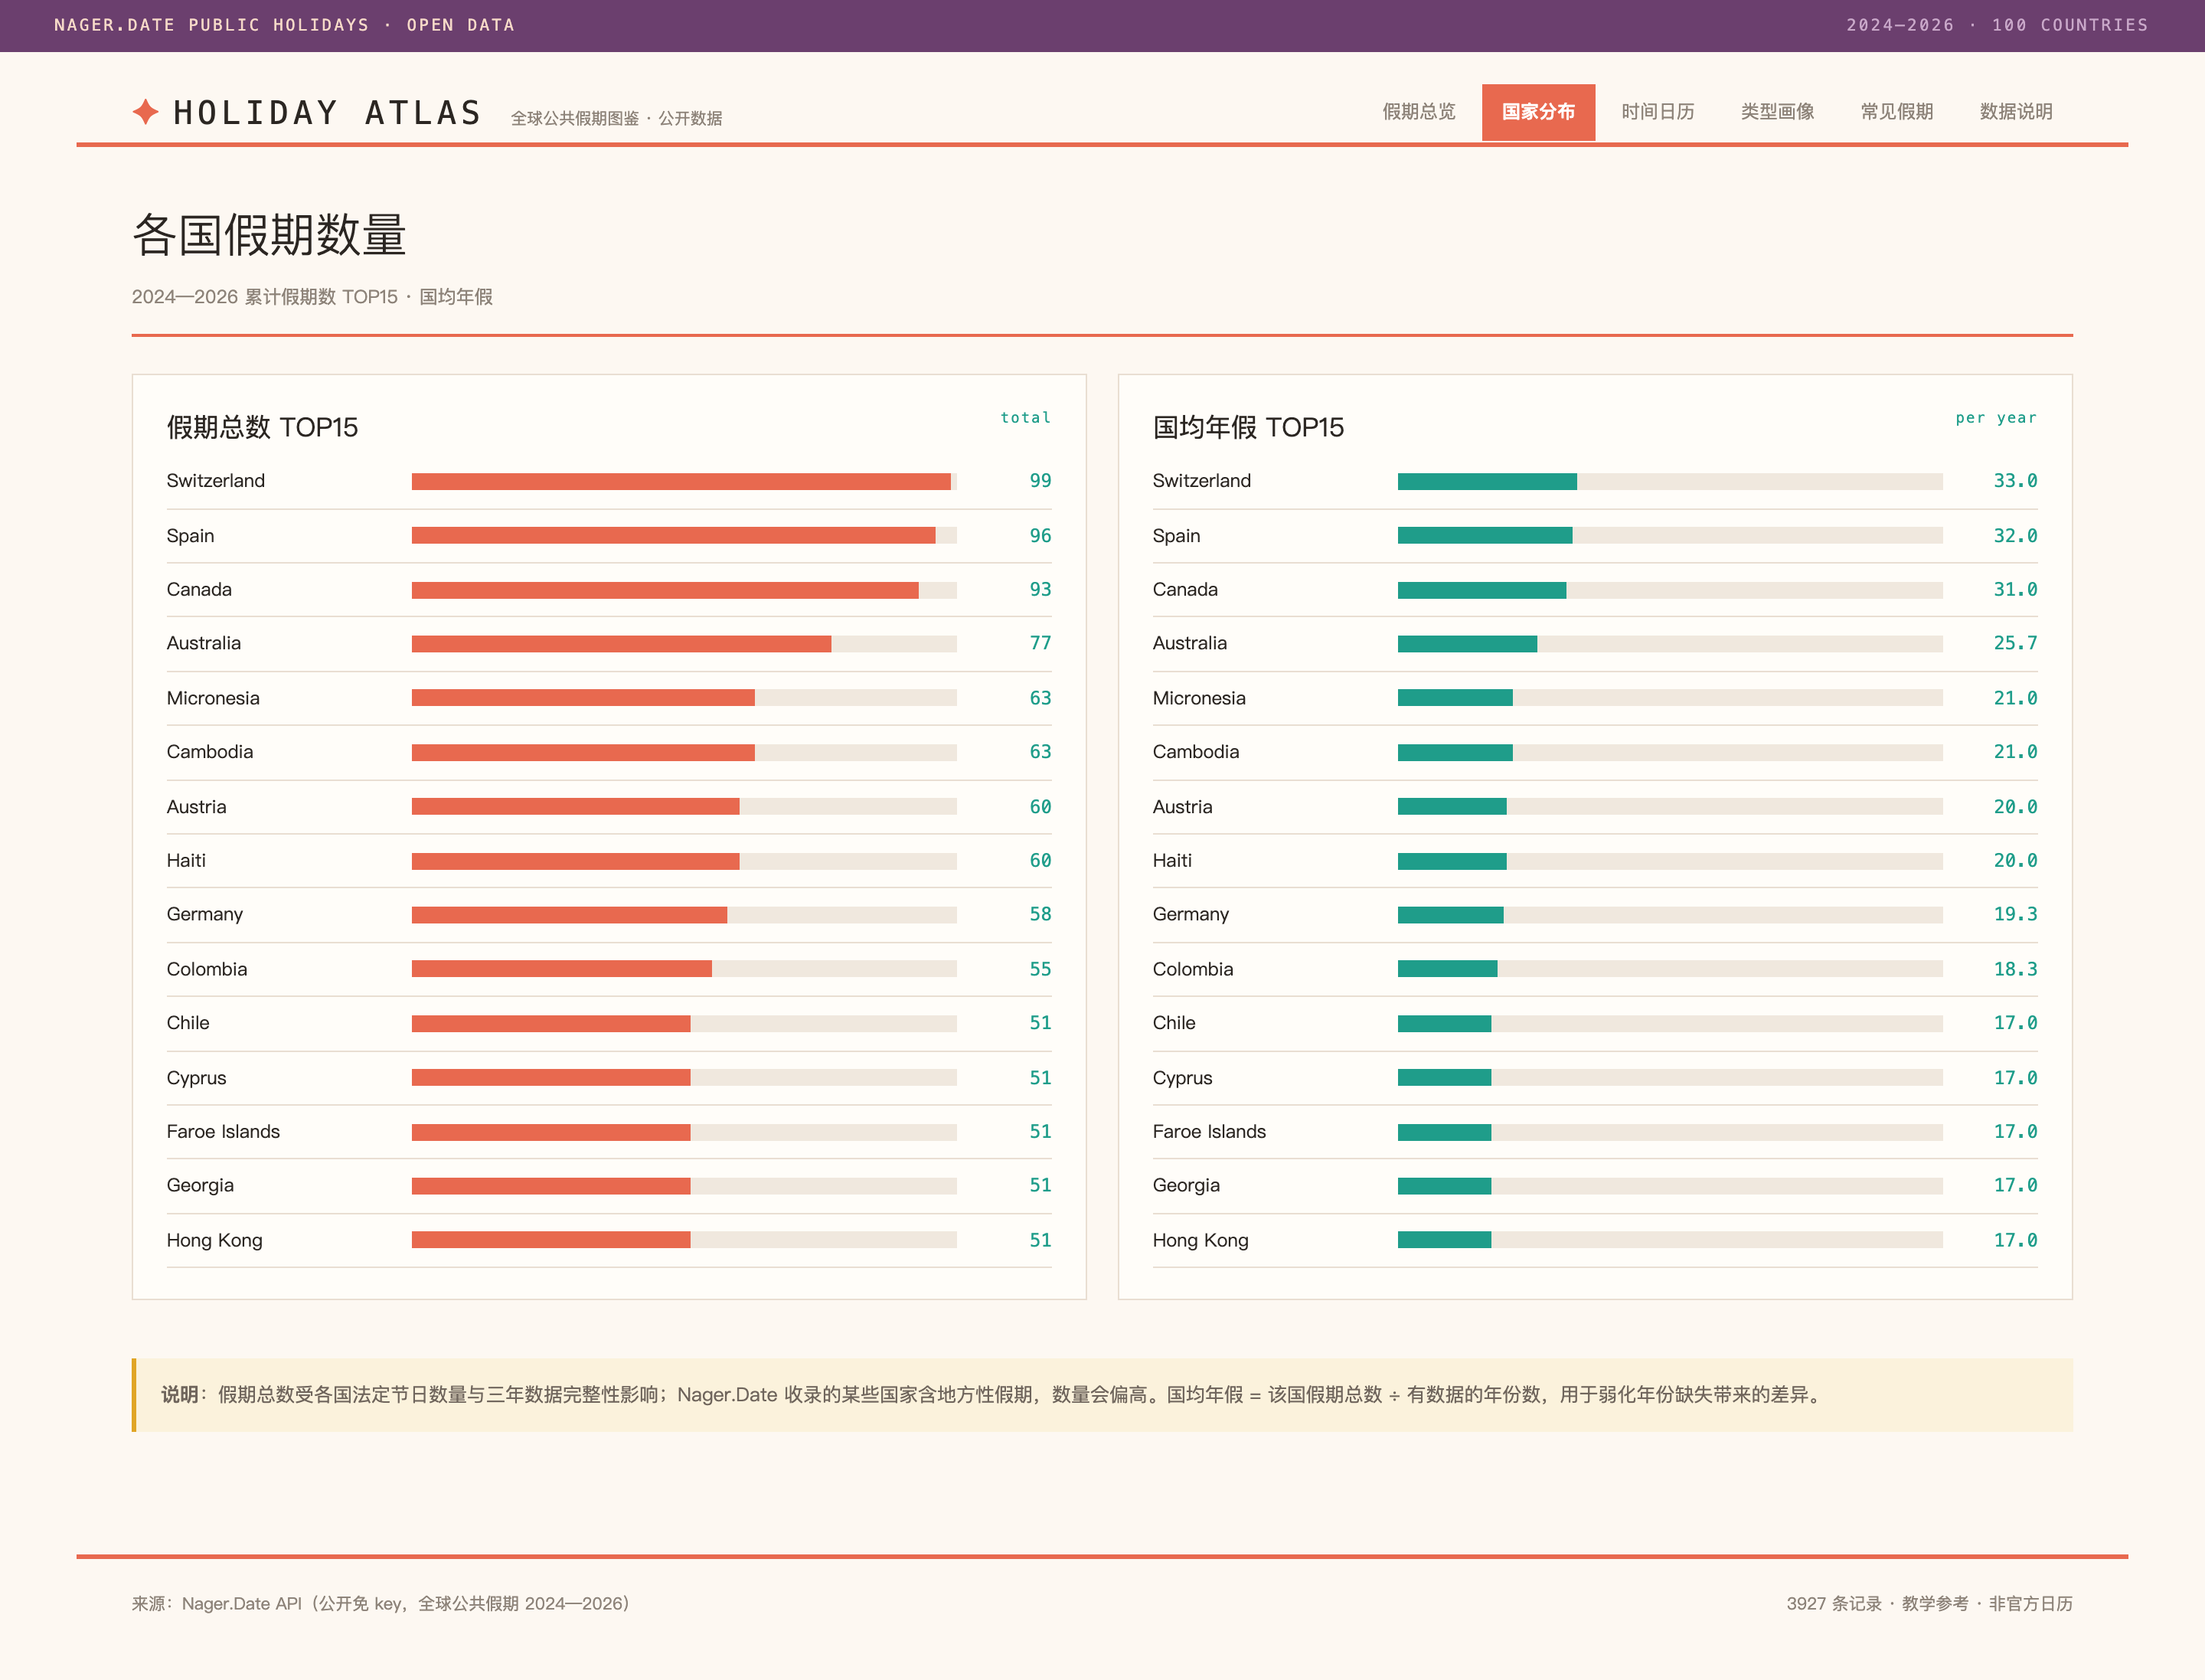 NAGER.DATE PUBLIC HOLIDAYS · OPEN DATA
2024—2026 · 100 COUNTRIES
HOLIDAY ATLAS 全球公共假期图鉴 · 公开数据
假期总览 国家分布 时间日历 类型画像 常见假期 数据说明
各国假期数量
2024—2026 累计假期数 TOP15 · 国均年假
假期总数 TOP15 total
Switzerland 99
Spain 96
Canada 93
Australia 77
Micronesia 63
Cambodia 63
Austria 60
Haiti 60
Germany 58
Colombia 55
Chile 51
Cyprus 51
Faroe Islands 51
Georgia 51
Hong Kong 51
国均年假 TOP15 per year
Switzerland 33.0
Spain 32.0
Canada 31.0
Australia 25.7
Micronesia 21.0
Cambodia 21.0
Austria 20.0
Haiti 20.0
Germany 19.3
Colombia 18.3
Chile 17.0
Cyprus 17.0
Faroe Islands 17.0
Georgia 17.0
Hong Kong 17.0
说明：假期总数受各国法定节日数量与三年数据完整性影响；Nager.Date 收录的某些国家含地方性假期，数量会偏高。国均年假 = 该国假期总数 ÷ 有数据的年份数，用于弱化年份缺失带来的差异。
来源：Nager.Date API（公开免 key，全球公共假期 2024—2026）
3927 条记录 · 教学参考 · 非官方日历